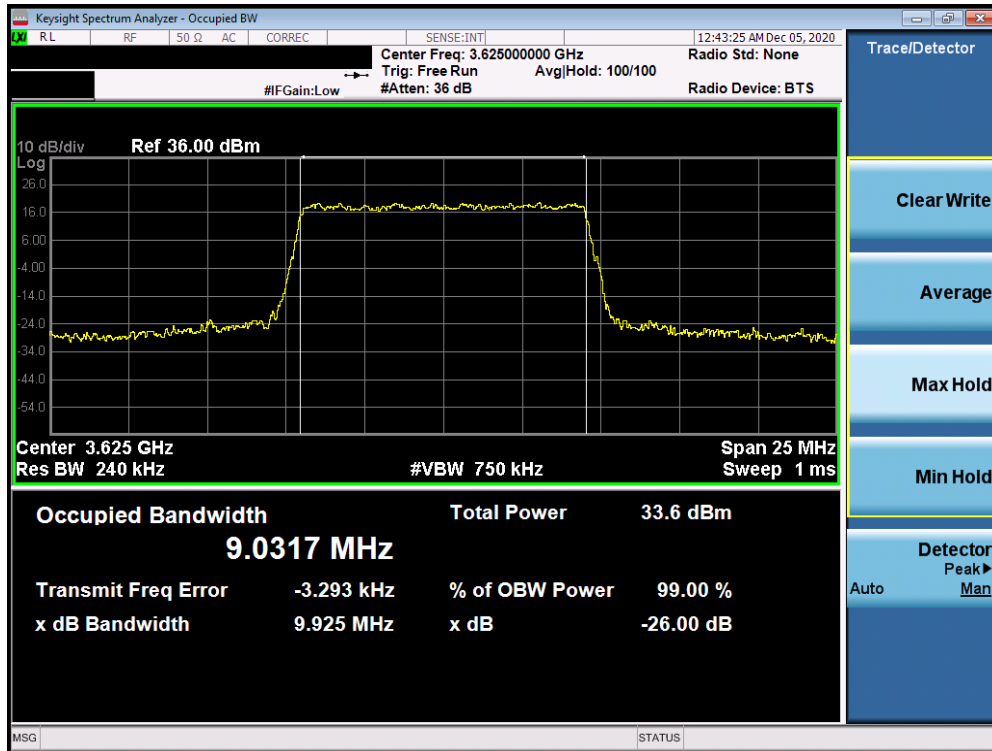 Keysight Spectrum Analyzer - Occupied BW
LXI RL RF 50 Ω AC CORREC SENSE:INT 12:43:25 AM Dec 05, 2020
Center Freq: 3.625000000 GHz Radio Std: None
Trig: Free Run Avg|Hold: 100/100
#IFGain:Low #Atten: 36 dB Radio Device: BTS
Trace/Detector
10 dB/div Ref 36.00 dBm
Log
26.0
16.0
6.00
-4.00
-14.0
-24.0
-34.0
-44.0
-54.0
Center 3.625 GHz Span 25 MHz
Res BW 240 kHz #VBW 750 kHz Sweep 1 ms
Occupied Bandwidth Total Power 33.6 dBm
9.0317 MHz
Transmit Freq Error -3.293 kHz % of OBW Power 99.00 %
x dB Bandwidth 9.925 MHz x dB -26.00 dB
Clear Write
Average
Max Hold
Min Hold
Detector
Peak▶
Auto Man
MSG STATUS